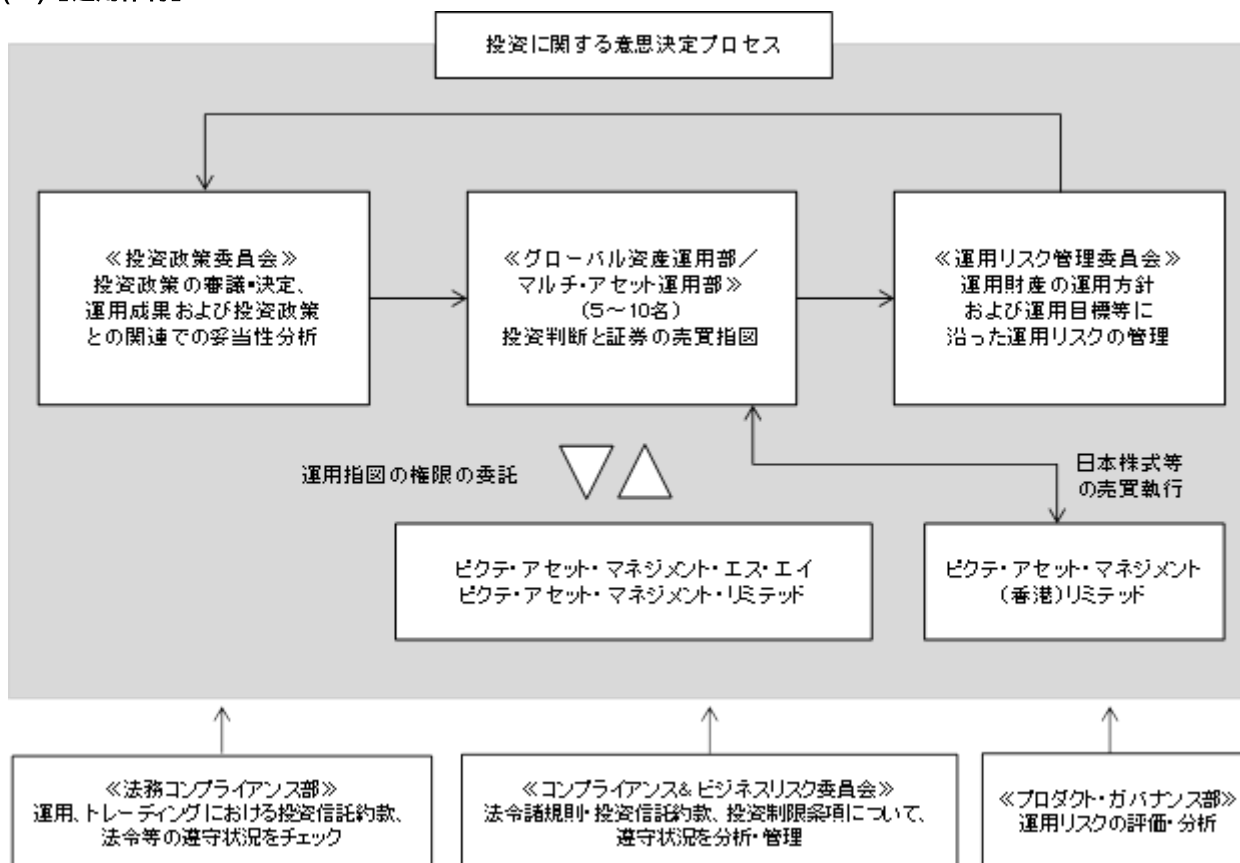 投資に関する意思決定プロセス
≪投資政策委員会≫
投資政策の審議・決定、
運用成果および投資政策
との関連での妥当性分析
≪グローバル資産運用部／
マルチ・アセット運用部≫
(5～10名)
投資判断と証券の売買指図
≪運用リスク管理委員会≫
運用財産の運用方針
および運用目標等に
沿った運用リスクの管理
運用指図の権限の委託
日本株式等
の売買執行
ピクテ・アセット・マネジメント・エス・エイ
ピクテ・アセット・マネジメント・リミテッド
ピクテ・アセット・マネジメント
(香港)リミテッド
≪法務コンプライアンス部≫
運用、トレーディングにおける投資信託約款、
法令等の遵守状況をチェック
≪コンプライアンス&ビジネスリスク委員会≫
法令諸規則・投資信託約款、投資制限条項について、
遵守状況を分析・管理
≪プロダクト・ガバナンス部≫
運用リスクの評価・分析